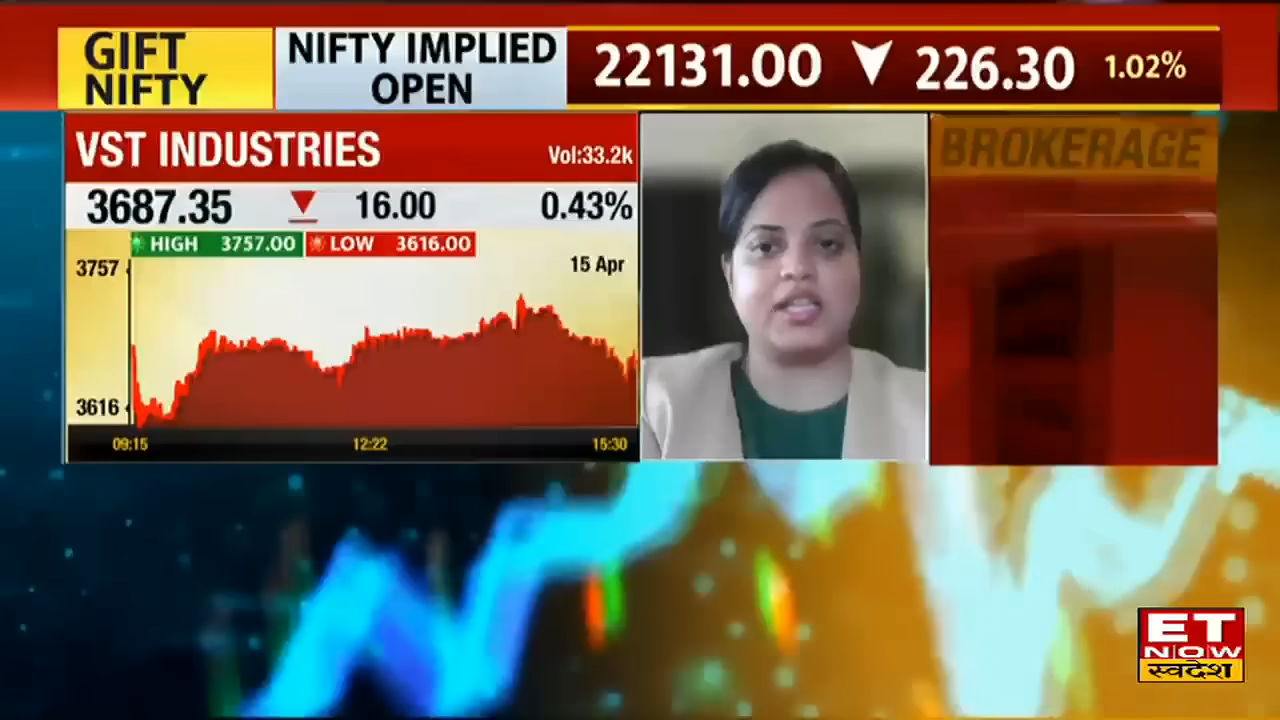 GIFT
NIFTY
NIFTY IMPLIED
OPEN
22131.00 226.30 1.02%
VST INDUSTRIES Vol:33.2k
3687.35 16.00 0.43%
HIGH 3757.00 LOW 3616.00
3757 15 Apr
3616
09:15 12:22 15:30
BROKERAGE
ET
NOW
स्वदेश